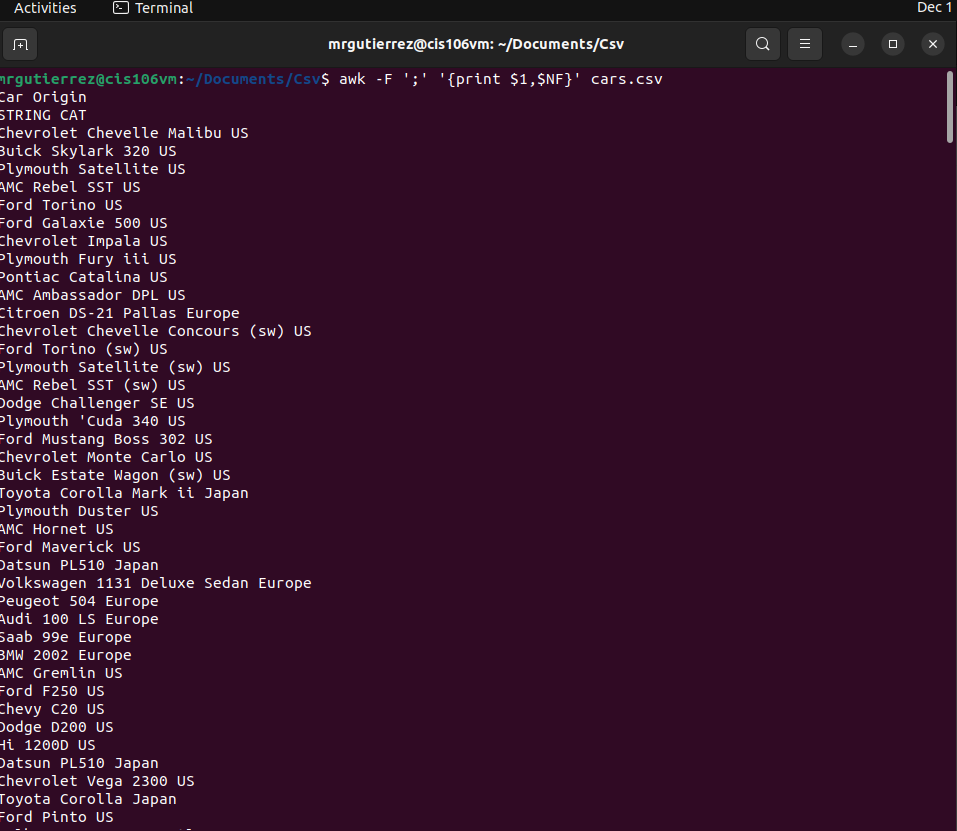 Activities Terminal Dec 1
mrgutierrez@cis106vm: ~/Documents/Csv
mrgutierrez@cis106vm:~/Documents/Csv$ awk -F ';' '{print $1,$NF}' cars.csv
Car Origin
STRING CAT
Chevrolet Chevelle Malibu US
Buick Skylark 320 US
Plymouth Satellite US
AMC Rebel SST US
Ford Torino US
Ford Galaxie 500 US
Chevrolet Impala US
Plymouth Fury iii US
Pontiac Catalina US
AMC Ambassador DPL US
Citroen DS-21 Pallas Europe
Chevrolet Chevelle Concours (sw) US
Ford Torino (sw) US
Plymouth Satellite (sw) US
AMC Rebel SST (sw) US
Dodge Challenger SE US
Plymouth 'Cuda 340 US
Ford Mustang Boss 302 US
Chevrolet Monte Carlo US
Buick Estate Wagon (sw) US
Toyota Corolla Mark ii Japan
Plymouth Duster US
AMC Hornet US
Ford Maverick US
Datsun PL510 Japan
Volkswagen 1131 Deluxe Sedan Europe
Peugeot 504 Europe
Audi 100 LS Europe
Saab 99e Europe
BMW 2002 Europe
AMC Gremlin US
Ford F250 US
Chevy C20 US
Dodge D200 US
Hi 1200D US
Datsun PL510 Japan
Chevrolet Vega 2300 US
Toyota Corolla Japan
Ford Pinto US